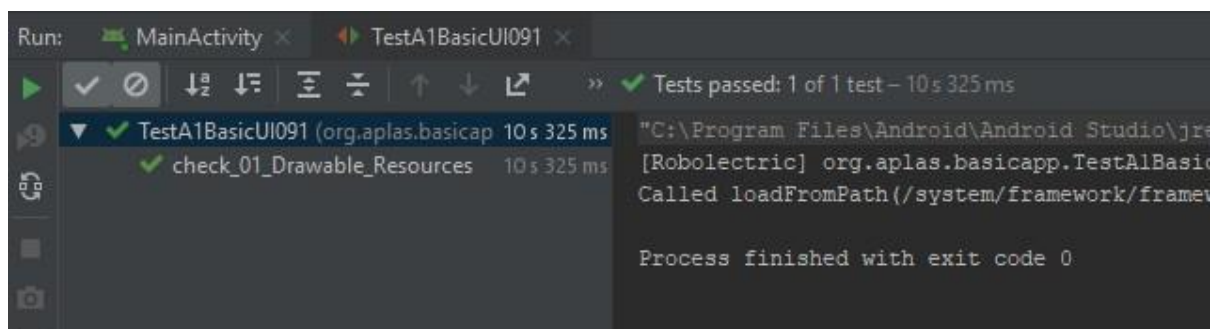 Run: MainActivity TestA1BasicUI091
Tests passed: 1 of 1 test – 10 s 325 ms
TestA1BasicUI091 (org.aplas.basicap 10 s 325 ms
check_01_Drawable_Resources 10 s 325 ms
"C:\Program Files\Android\Android Studio\jre
[Robolectric] org.aplas.basicapp.TestA1Basic
Called loadFromPath(/system/framework/framew
Process finished with exit code 0